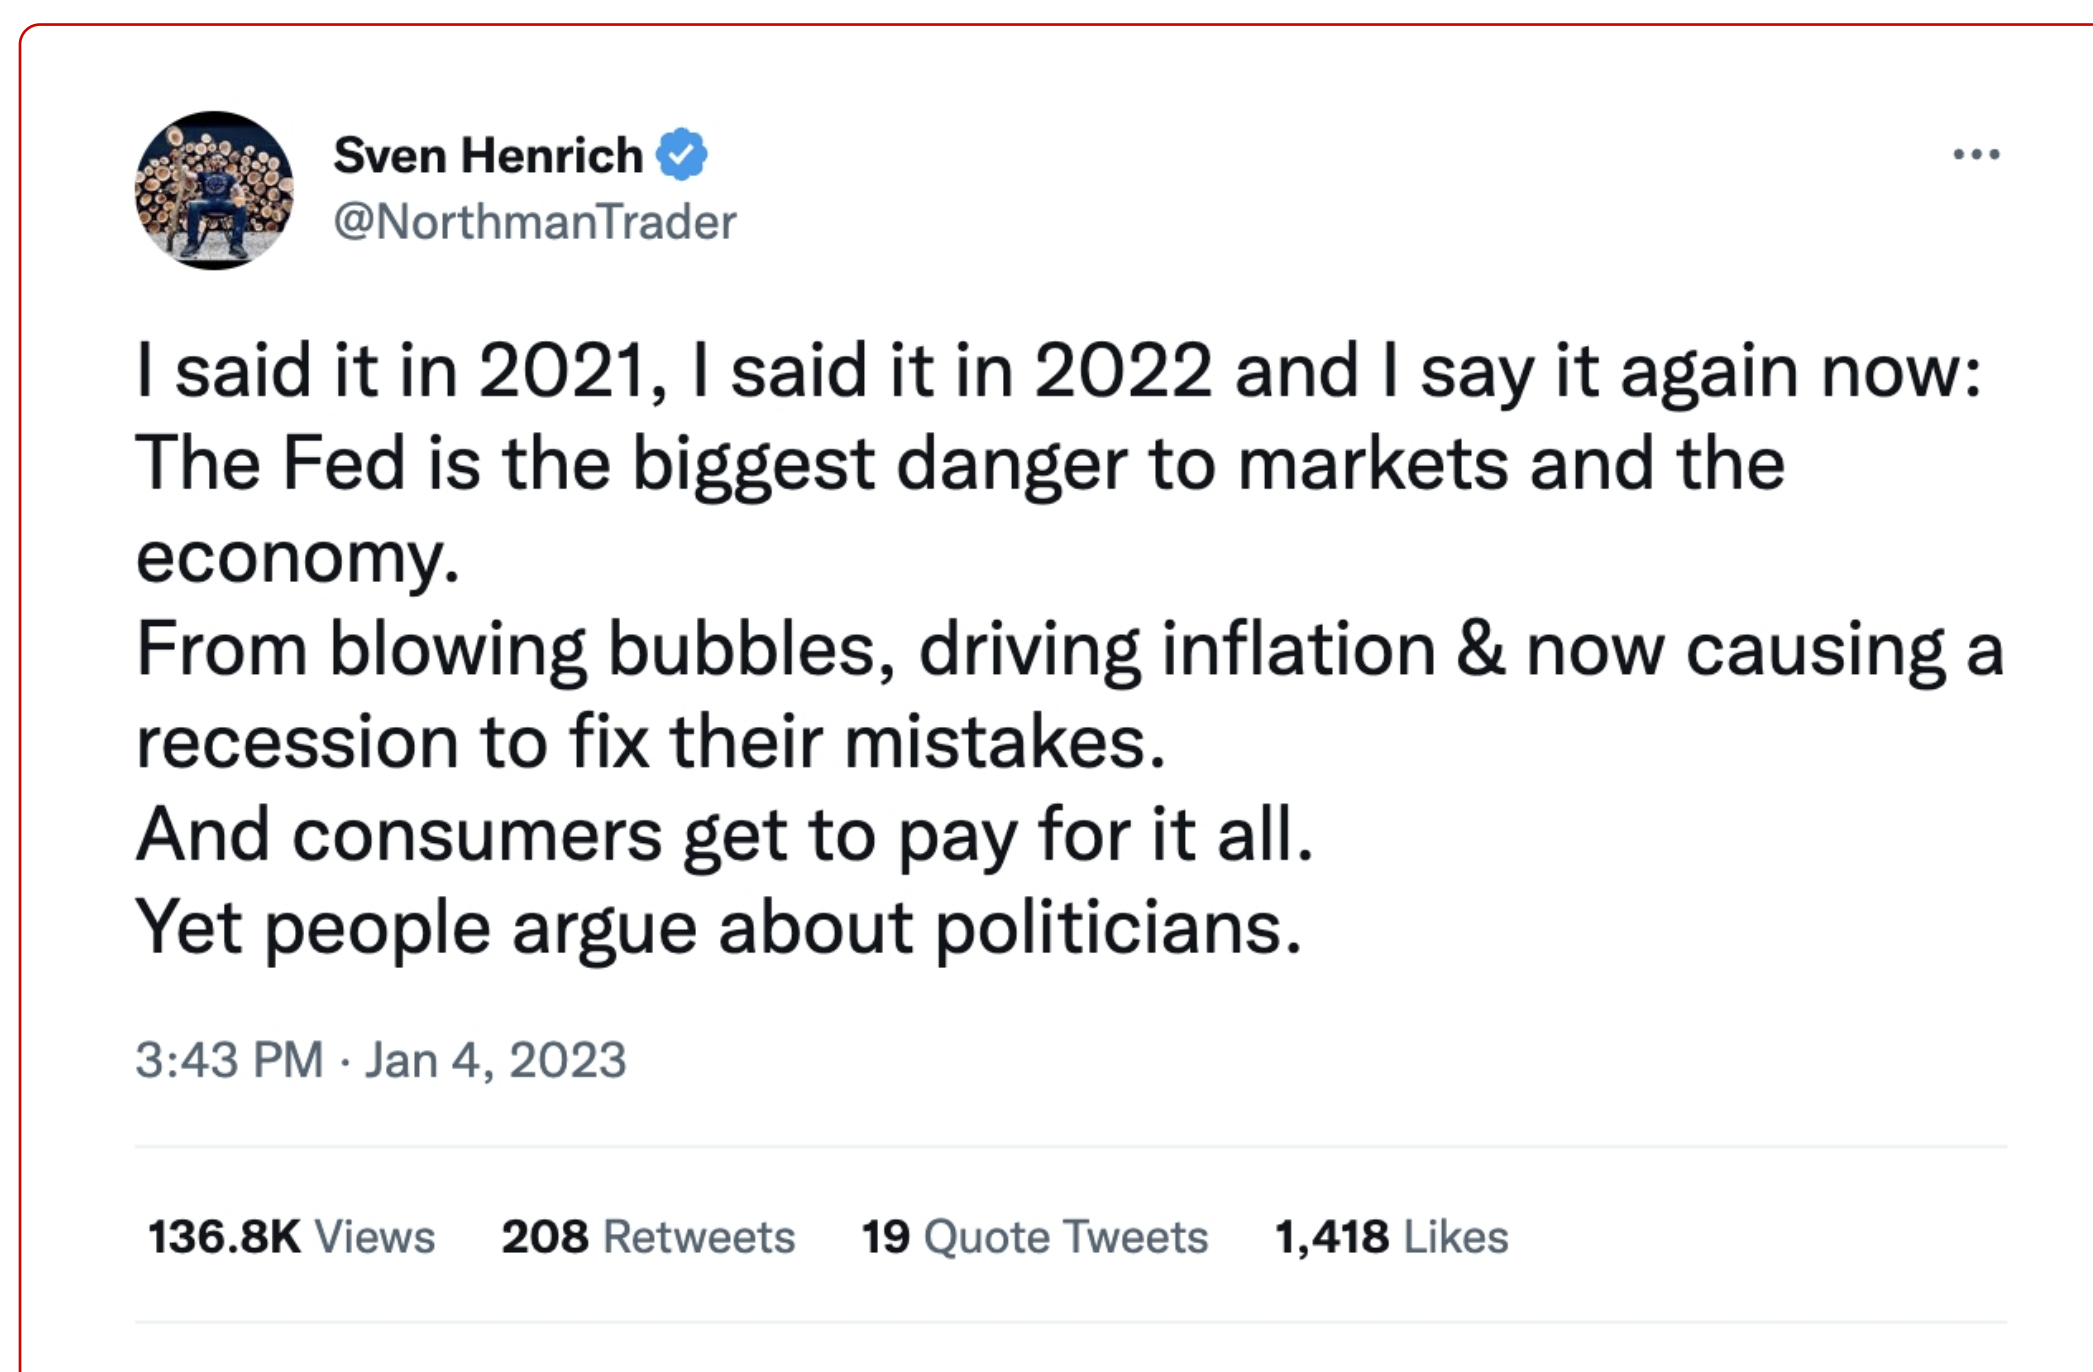 Sven Henrich
@NorthmanTrader
I said it in 2021, I said it in 2022 and I say it again now:
The Fed is the biggest danger to markets and the
economy.
From blowing bubbles, driving inflation & now causing a
recession to fix their mistakes.
And consumers get to pay for it all.
Yet people argue about politicians.
3:43 PM · Jan 4, 2023
136.8K Views 208 Retweets 19 Quote Tweets 1,418 Likes